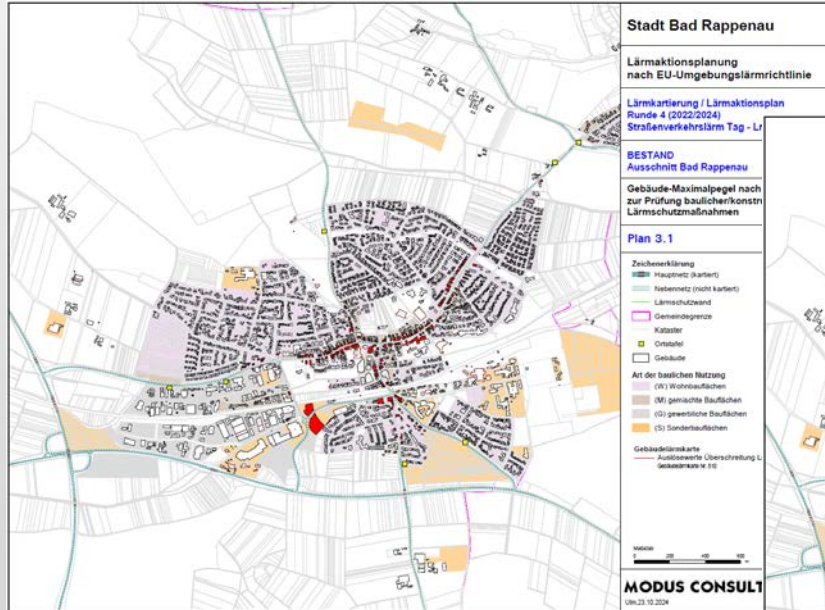 Stadt Bad Rappenau
Lärmaktionsplanung
nach EU-Umgebungslärmrichtlinie
Lärmkartierung / Lärmaktionsplan
Runde 4 (2022/2024)
Straßenverkehrslärm Tag - Lr
BESTAND
Ausschnitt Bad Rappenau
Gebäude-Maximalpegel nach
zur Prüfung baulicher/konstru
Lärmschutzmaßnahmen
Plan 3.1
Zeichenerklärung
Hauptnetz (kartiert)
Nebennetz (nicht kartiert)
Lärmschutzwand
Gemeindegrenze
Kataster
Ortstafel
Gebäude
Art der baulichen Nutzung
(W) Wohnbauflächen
(M) gemischte Bauflächen
(G) gewerbliche Bauflächen
(S) Sonderbauflächen
Gebäudelärmkarte
Auslösewerte Überschreitung L
Maßstab
0 200 400 600 m
MODUS CONSULT
Ulm, 23.10.2024